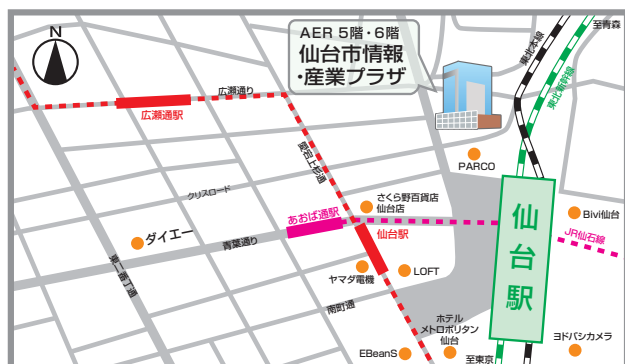 AER 5階・6階
仙台市情報
・産業プラザ
至青森
東北本線
東北新幹線
広瀬通り
広瀬通駅
愛宕上杉通
PARCO
クリスロード
さくら野百貨店
仙台店
あおば通駅
仙台駅
仙台駅
Bivi仙台
JR仙石線
ダイエー
青葉通り
東二番丁通
ヤマダ電機
LOFT
南町通
ホテル
メトロポリタン
仙台
EBeanS
至東京
ヨドバシカメラ